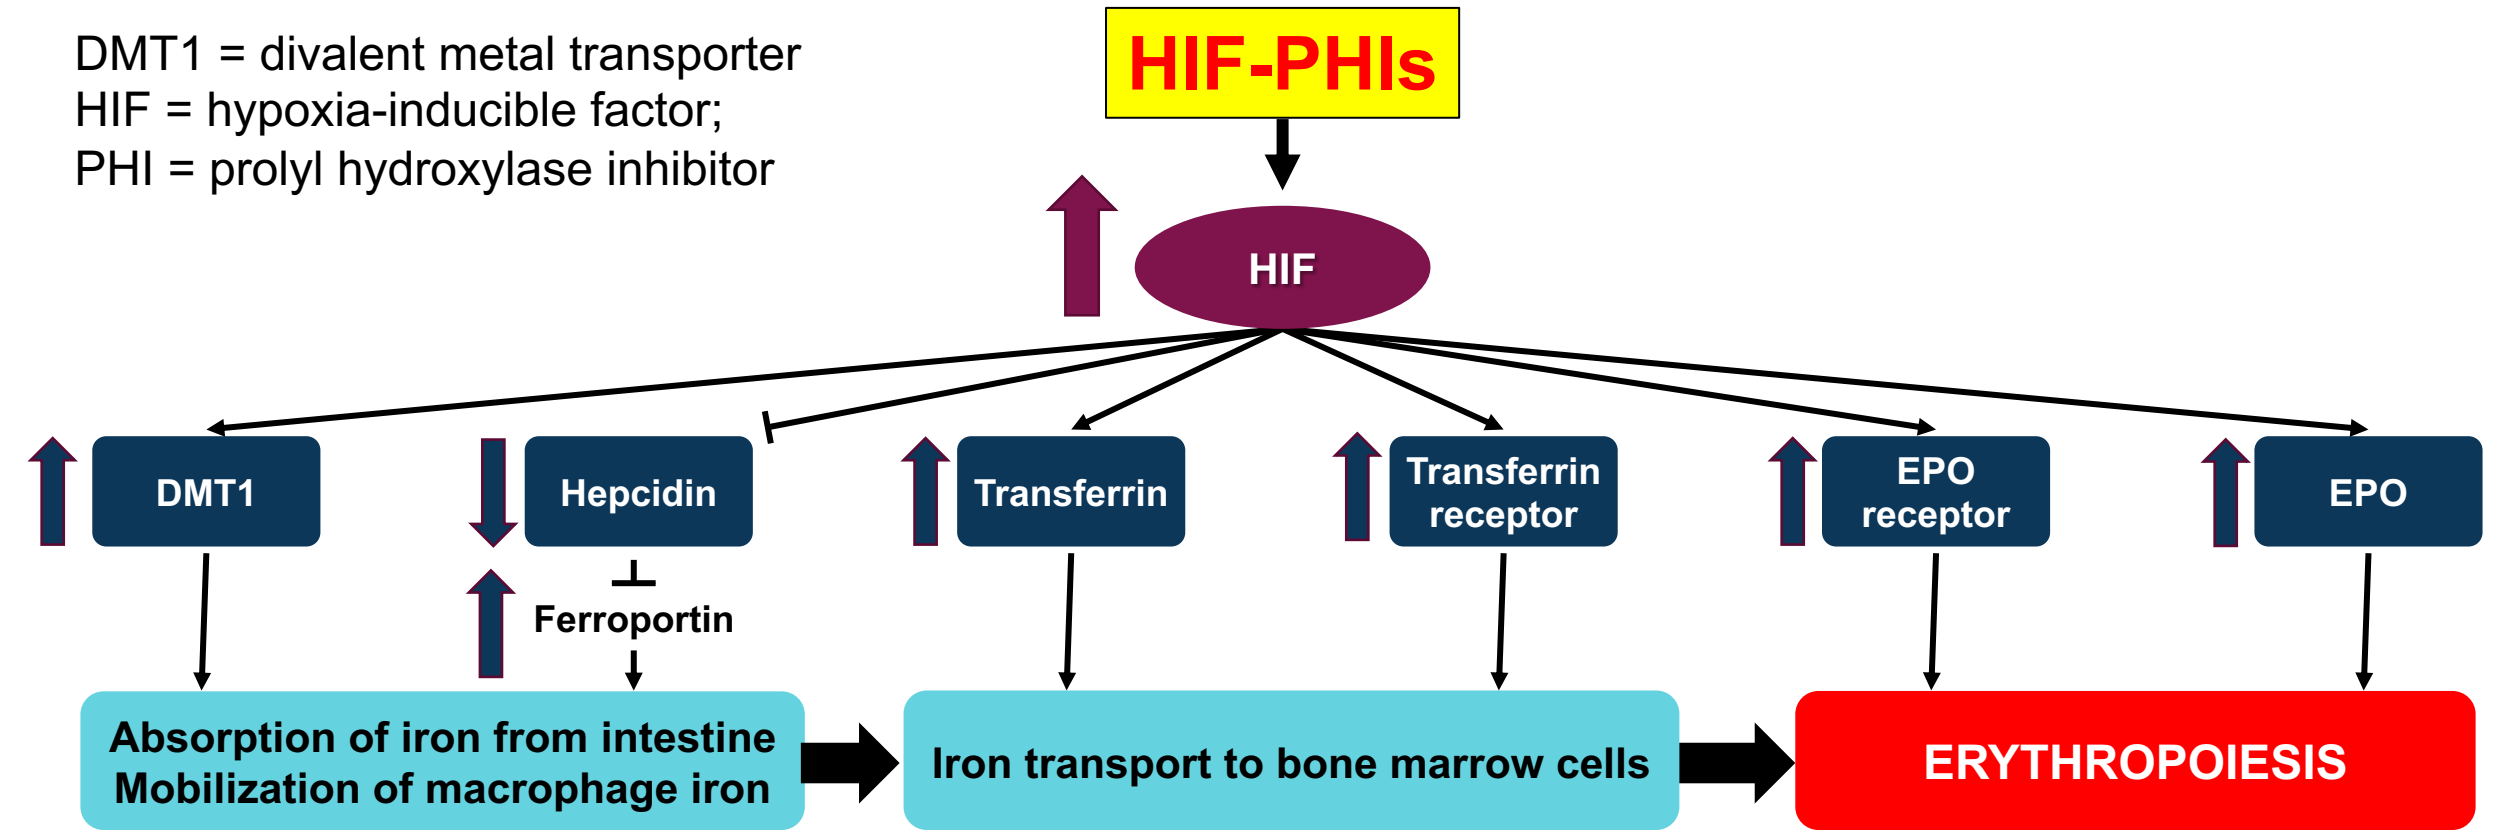 DMT1 = divalent metal transporter
HIF = hypoxia-inducible factor;
PHI = prolyl hydroxylase inhibitor
HIF-PHIs
HIF
DMT1
Hepcidin
Transferrin
Transferrin
receptor
EPO
receptor
EPO
Ferroportin
Absorption of iron from intestine
Mobilization of macrophage iron
Iron transport to bone marrow cells
ERYTHROPOIESIS